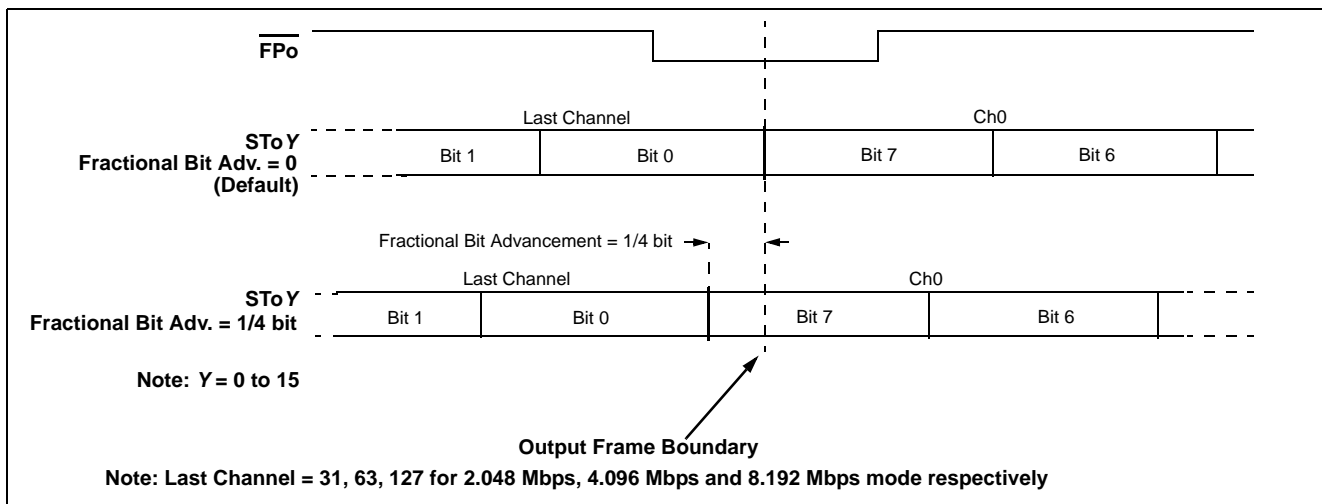 FPo
Last Channel Ch0
SToY
Fractional Bit Adv. = 0
(Default)
Bit 1 Bit 0 Bit 7 Bit 6
Fractional Bit Advancement = 1/4 bit
Last Channel Ch0
SToY
Fractional Bit Adv. = 1/4 bit
Bit 1 Bit 0 Bit 7 Bit 6
Note: Y = 0 to 15
Output Frame Boundary
Note: Last Channel = 31, 63, 127 for 2.048 Mbps, 4.096 Mbps and 8.192 Mbps mode respectively